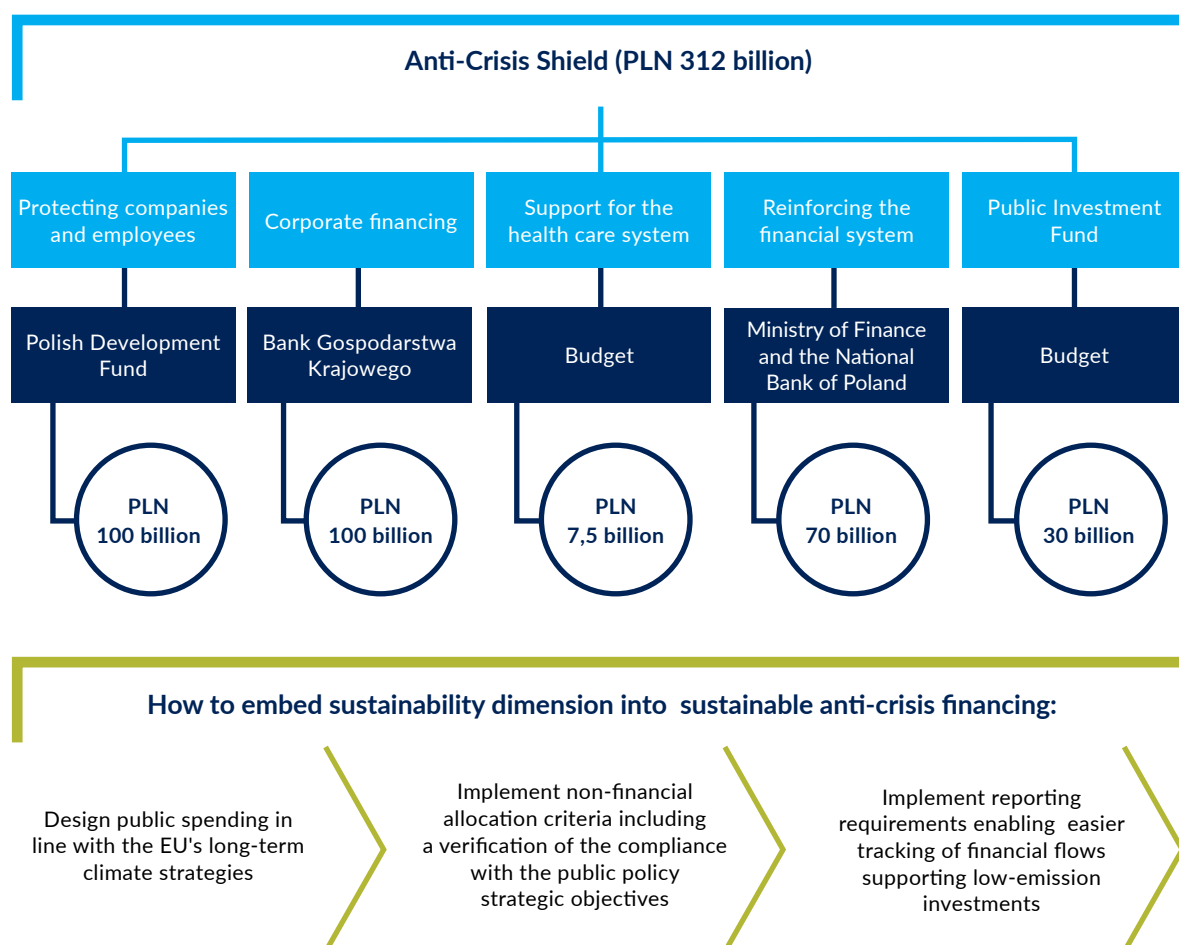 Anti-Crisis Shield (PLN 312 billion)
Protecting companies
and employees
Corporate financing
Support for the
health care system
Reinforcing the
financial system
Public Investment
Fund
Polish Development
Fund
Bank Gospodarstwa
Krajowego
Budget
Ministry of Finance
and the National
Bank of Poland
Budget
PLN
100 billion
PLN
100 billion
PLN
7,5 billion
PLN
70 billion
PLN
30 billion
How to embed sustainability dimension into sustainable anti-crisis financing:
Design public spending in
line with the EU's long-term
climate strategies
Implement non-financial
allocation criteria including
a verification of the compliance
with the public policy
strategic objectives
Implement reporting
requirements enabling easier
tracking of financial flows
supporting low-emission
investments